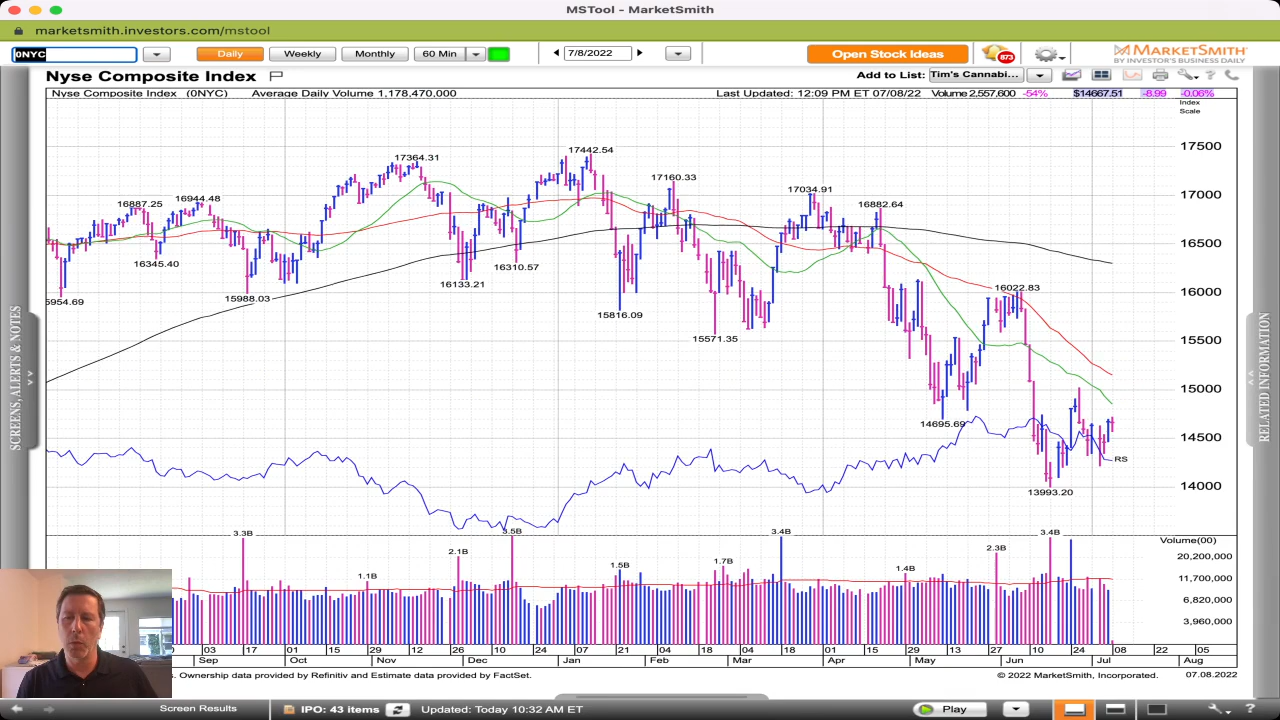 MSTool - MarketSmith
marketsmith.investors.com/mstool
0NYC
Daily
Weekly
Monthly
60 Min
7/8/2022
Open Stock Ideas
873
MARKETSMITH
BY INVESTOR'S BUSINESS DAILY
Nyse Composite Index
Add to List: Tim's Cannabi...
Nyse Composite Index (0NYC) Average Daily Volume 1,178,470,000
Last Updated: 12:09 PM ET 07/08/22 Volume 2,557,600 -54% $14667.51 -8.99 -0.06%
Index
Scale
17500
17000
16500
16000
15500
15000
14500
14000
16887.25
16944.48
17364.31
17442.54
17160.33
17034.91
16882.64
5954.69
16345.40
15988.03
16133.21
16310.57
15816.09
15571.35
16022.83
14695.69
13993.20
RS
3.3B
1.1B
2.1B
3.5B
1.5B
1.7B
3.4B
1.4B
2.3B
3.4B
Volume(00)
20,200,000
11,700,000
6,820,000
3,960,000
03 17 01 15 29 12 26 10 24 07 21 04 18 04 18 01 15 29 13 27 10 24 08 22 05
Sep Oct Nov Dec Jan Feb Mar Apr May Jun Jul Aug
s. Ownership data provided by Refinitiv and Estimate data provided by FactSet.
© 2022 MarketSmith, Incorporated.
07.08.2022
SCREENS, ALERTS & NOTES
RELATED INFORMATION
Screen Results
IPO: 43 items
Updated: Today 10:32 AM ET
Play